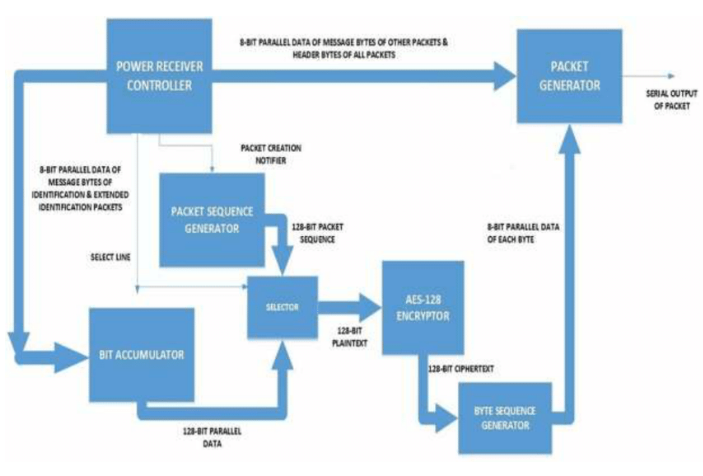 8-BIT PARALLEL DATA OF MESSAGE BYTES OF OTHER PACKETS &
HEADER BYTES OF ALL PACKETS
POWER RECEIVER
CONTROLLER
PACKET
GENERATOR
SERIAL OUTPUT
OF PACKET
8-BIT PARALLEL DATA OF
MESSAGE BYTES OF
IDENTIFICATION & EXTENDED
IDENTIFICATION PACKETS
PACKET CREATION
NOTIFIER
PACKET SEQUENCE
GENERATOR
128-BIT PACKET
SEQUENCE
8-BIT PARALLEL DATA
OF EACH BYTE
SELECT LINE
SELECTOR
AES-128
ENCRYPTOR
128-BIT
PLAINTEXT
BIT ACCUMULATOR
128-BIT CIPHERTEXT
BYTE SEQUENCE
GENERATOR
128-BIT PARALLEL
DATA